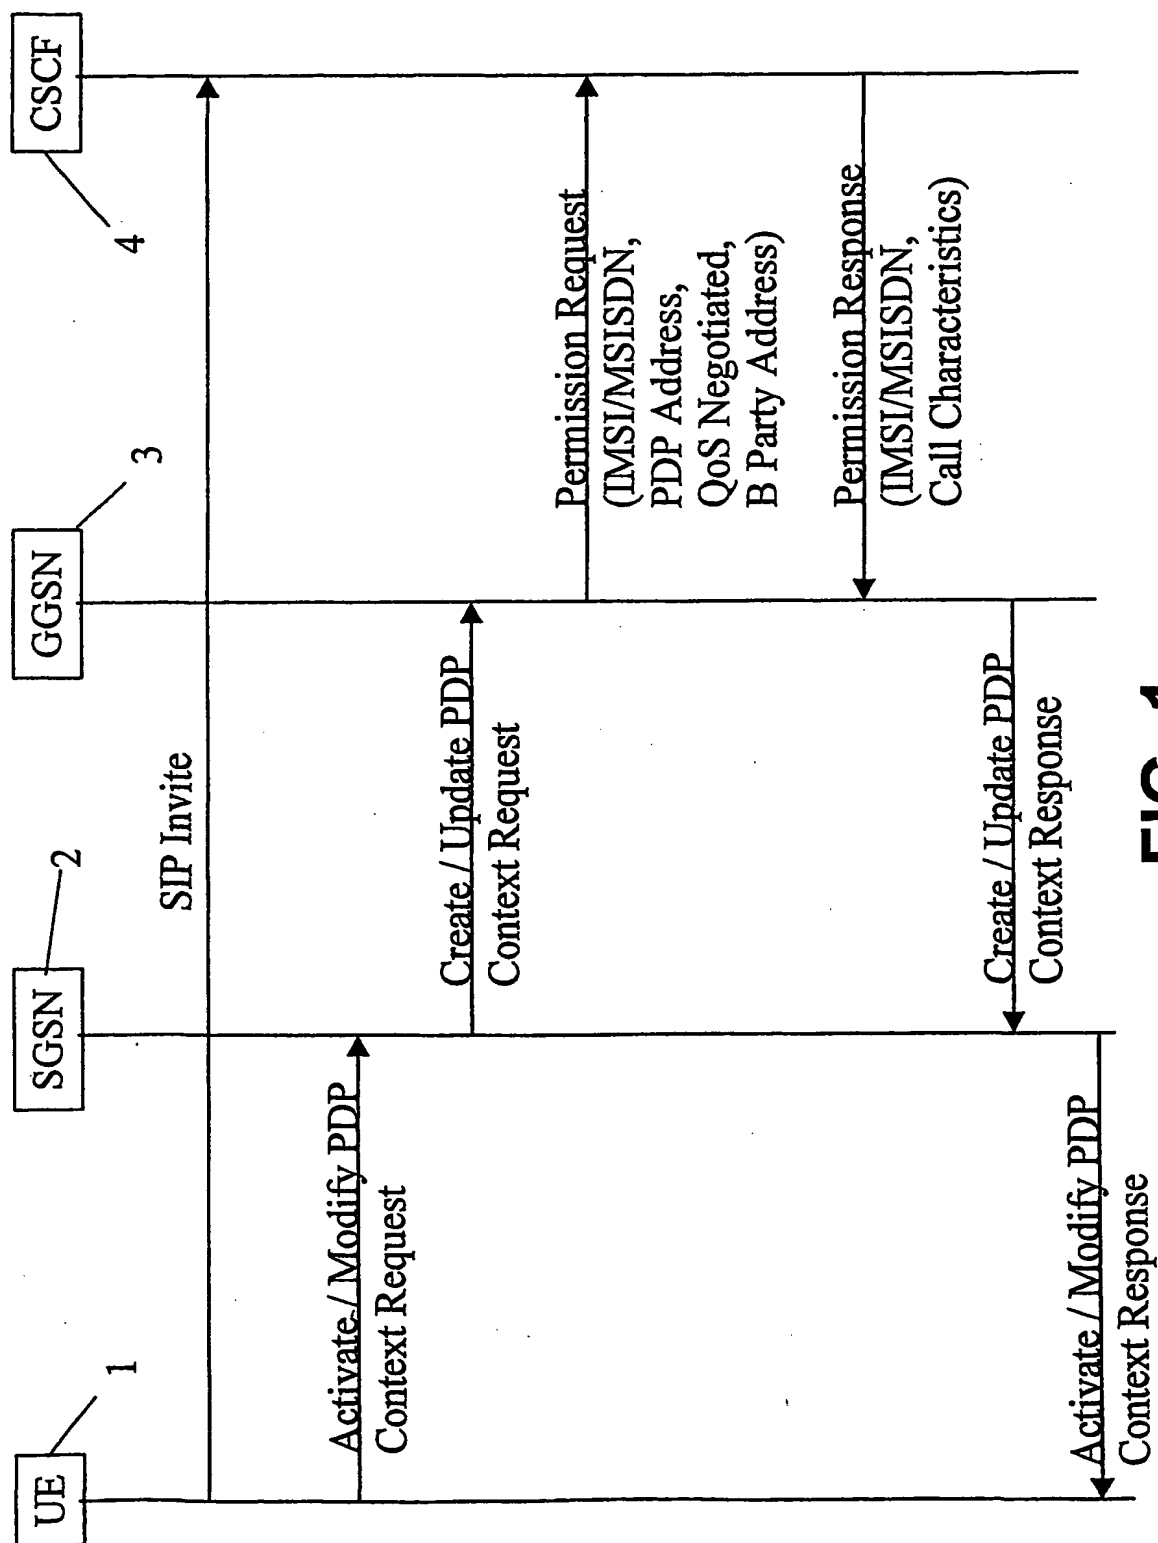 UE
SGSN
GGSN
CSCF
1
2
3
4
SIP Invite
Activate / Modify PDP
Context Request
Create / Update PDP
Context Request
Permission Request
(IMSI/MSISDN,
PDP Address,
QoS Negotiated,
B Party Address)
Permission Response
(IMSI/MSISDN,
Call Characteristics)
Create / Update PDP
Context Response
Activate / Modify PDP
Context Response